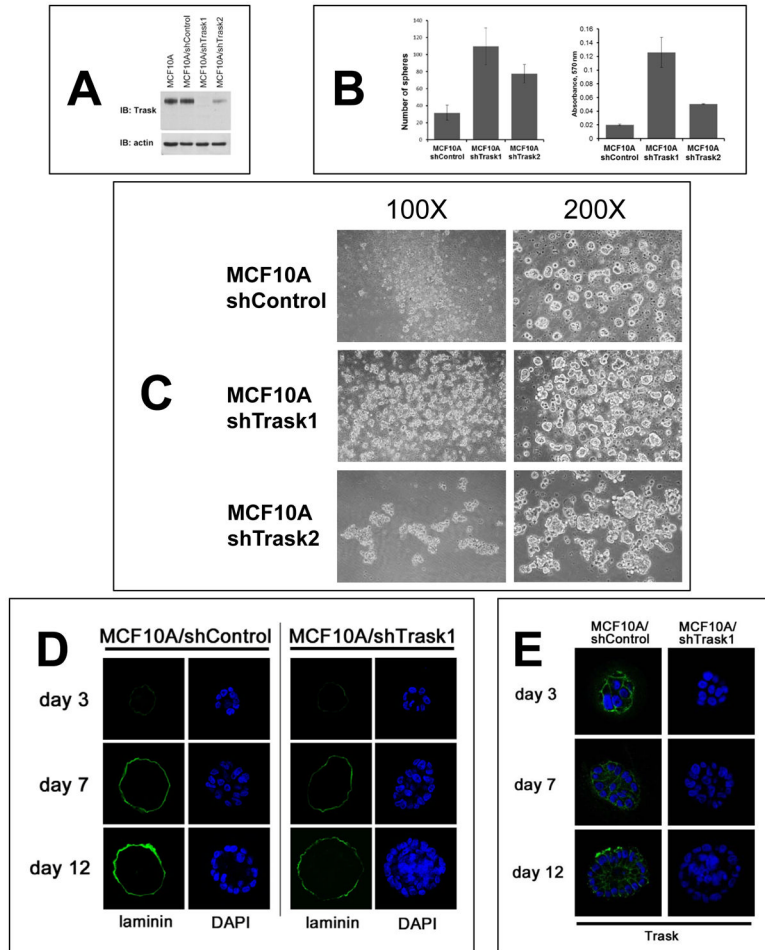 A
MCF10A
MCF10A/shControl
MCF10A/shTrask1
MCF10A/shTrask2
IB: Trask
IB: actin
B
Number of spheres
140
120
100
80
60
40
20
0
MCF10A shControl
MCF10A shTrask1
MCF10A shTrask2
Absorbance, 570 nm
0.16
0.14
0.12
0.1
0.08
0.06
0.04
0.02
0
MCF10A shControl
MCF10A shTrask1
MCF10A shTrask2
C
100X
200X
MCF10A
shControl
MCF10A
shTrask1
MCF10A
shTrask2
D
MCF10A/shControl
MCF10A/shTrask1
day 3
day 7
day 12
laminin
DAPI
laminin
DAPI
E
MCF10A/
shControl
MCF10A/
shTrask1
day 3
day 7
day 12
Trask